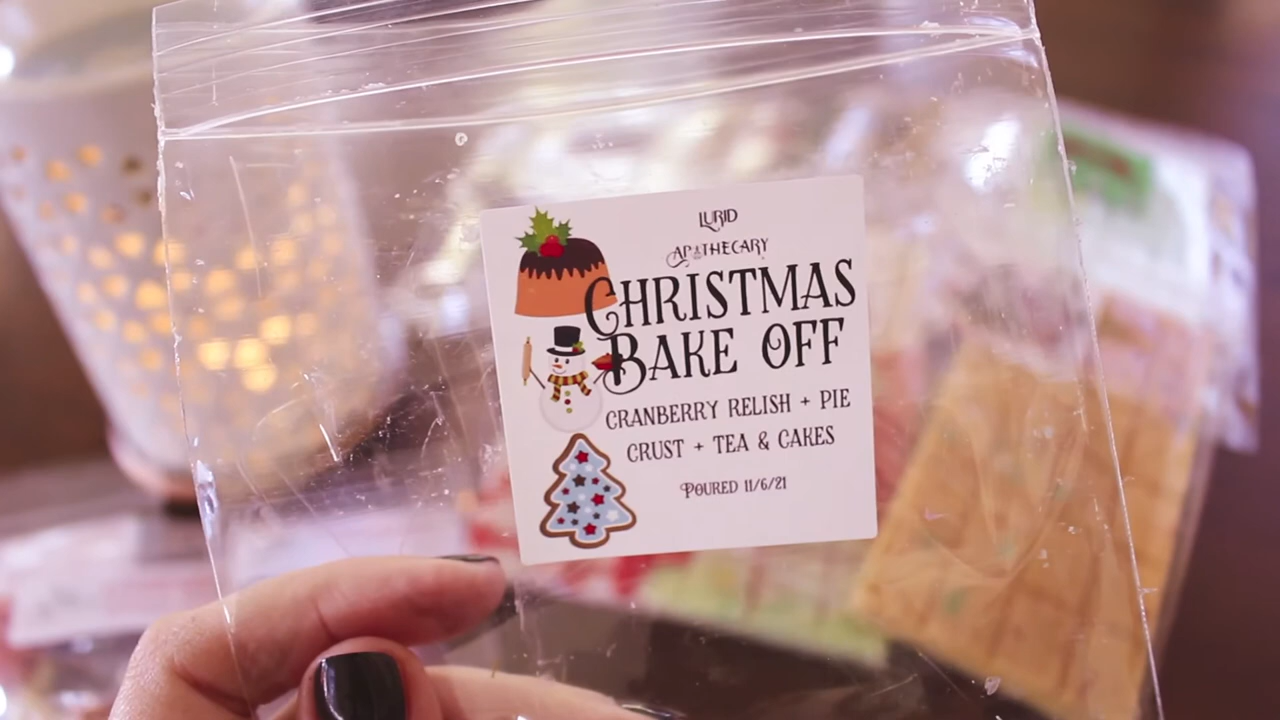 LURID
APOTHECARY
CHRISTMAS
BAKE OFF
CRANBERRY RELISH + PIE
CRUST + TEA & CAKES
POURED 11/6/21